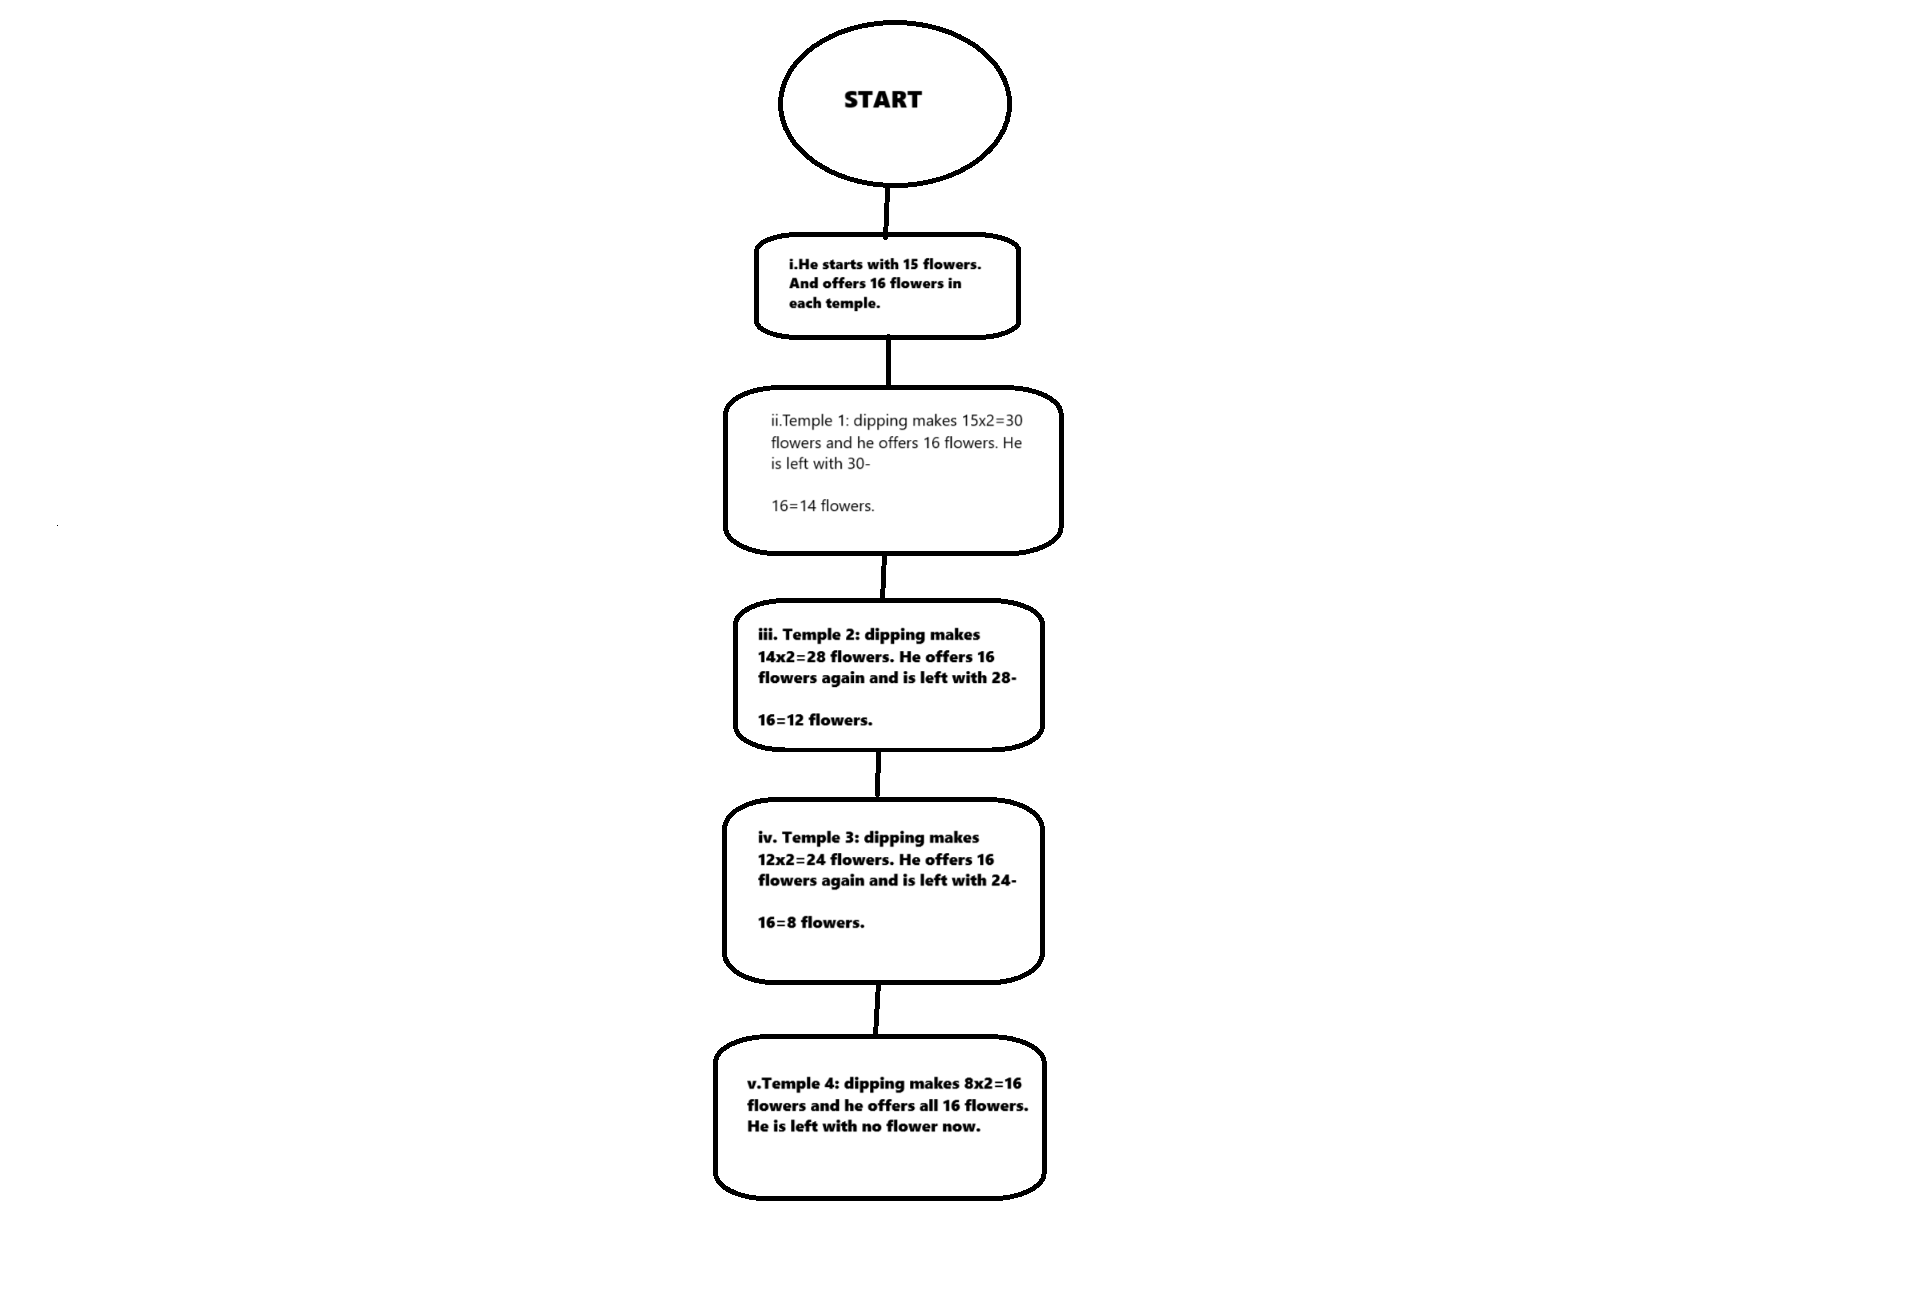 START
i.He starts with 15 flowers.
And offers 16 flowers in
each temple.
ii.Temple 1: dipping makes 15x2=30
flowers and he offers 16 flowers. He
is left with 30-
16=14 flowers.
iii. Temple 2: dipping makes
14x2=28 flowers. He offers 16
flowers again and is left with 28-
16=12 flowers.
iv. Temple 3: dipping makes
12x2=24 flowers. He offers 16
flowers again and is left with 24-
16=8 flowers.
v.Temple 4: dipping makes 8x2=16
flowers and he offers all 16 flowers.
He is left with no flower now.